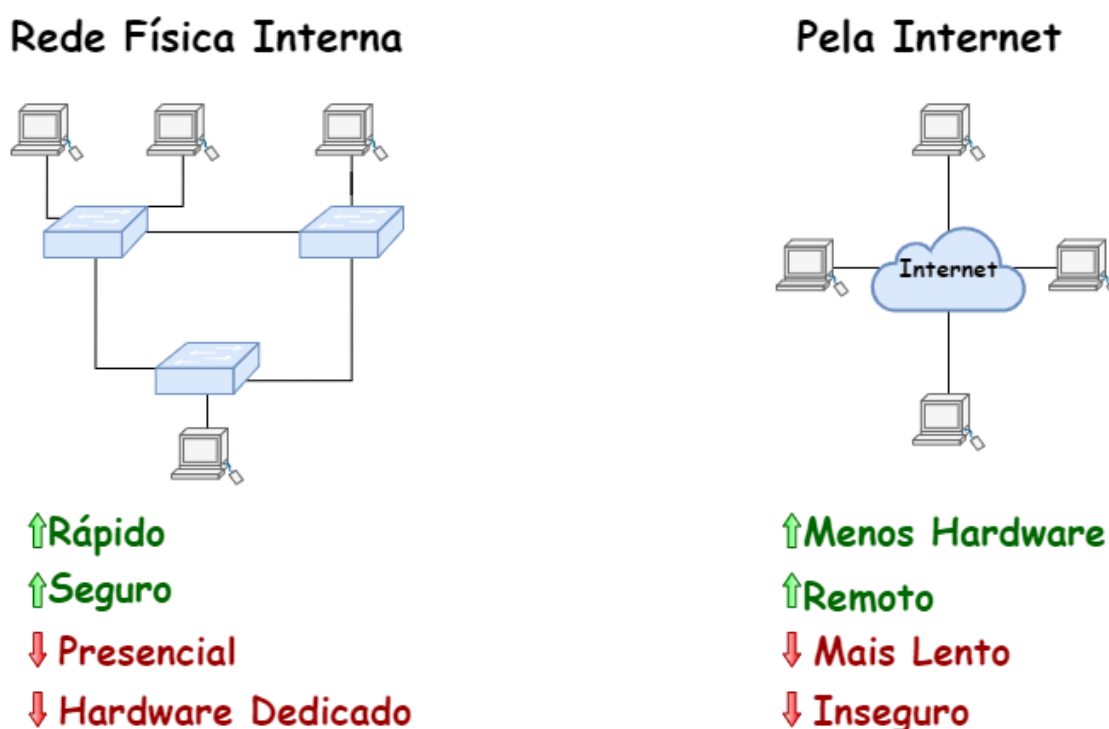 Rede Física Interna
Pela Internet
Internet
Rápido
Seguro
Presencial
Hardware Dedicado
Menos Hardware
Remoto
Mais Lento
Inseguro